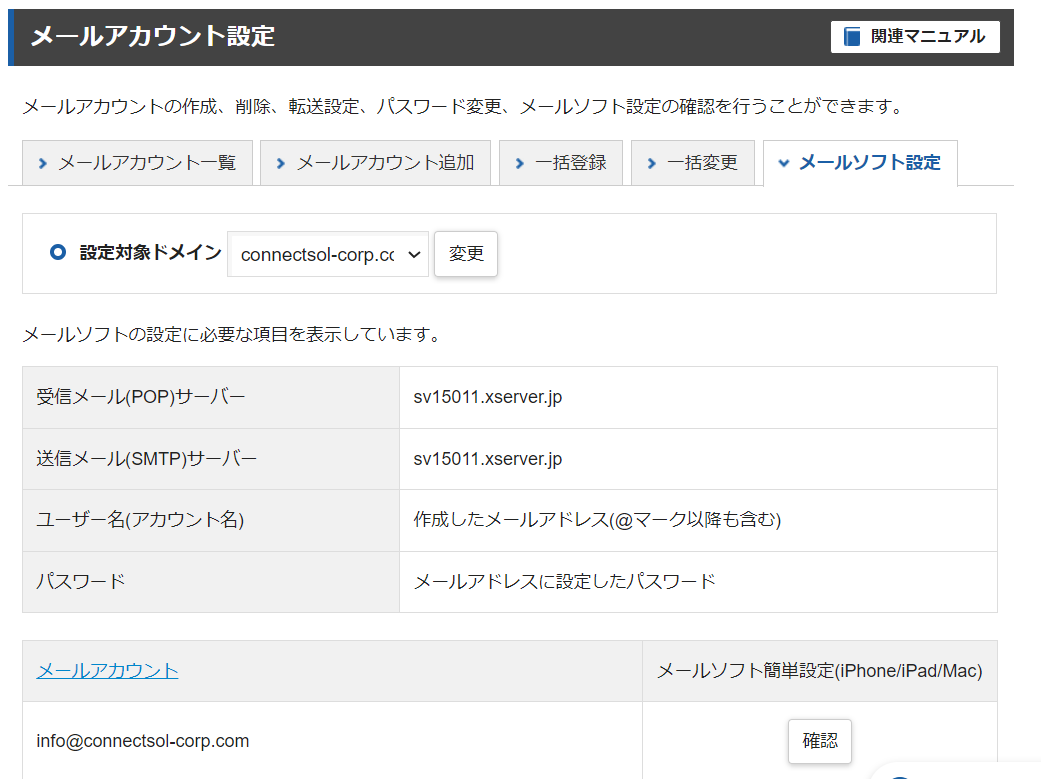 メールアカウント設定
関連マニュアル
メールアカウントの作成、削除、転送設定、パスワード変更、メールソフト設定の確認を行うことができます。
メールアカウント一覧 メールアカウント追加 一括登録 一括変更 メールソフト設定
設定対象ドメイン connectsol-corp.cc 変更
メールソフトの設定に必要な項目を表示しています。
受信メール(POP)サーバー sv15011.xserver.jp
送信メール(SMTP)サーバー sv15011.xserver.jp
ユーザー名(アカウント名) 作成したメールアドレス(@マーク以降も含む)
パスワード メールアドレスに設定したパスワード
メールアカウント メールソフト簡単設定(iPhone/iPad/Mac)
info@connectsol-corp.com 確認